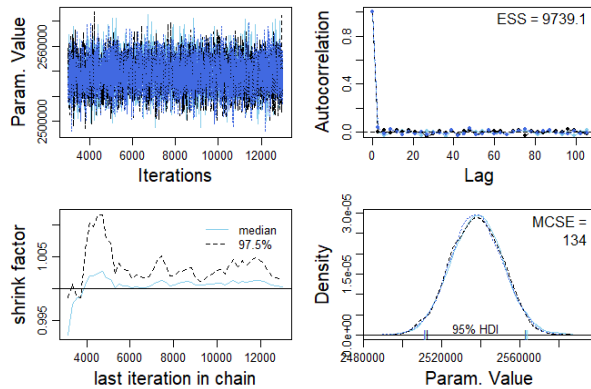 Param. Value
2500000
2560000
4000 6000 8000 10000 12000
Iterations
Autocorrelation
0.0
0.4
0.8
ESS = 9739.1
0 20 40 60 80 100
Lag
shrink factor
0.995
1.005
median
97.5%
4000 6000 8000 10000 12000
last iteration in chain
Density
0.0e+00
1.5e-05
3.0e-05
MCSE =
134
95% HDI
2480000 2520000 2560000
Param. Value